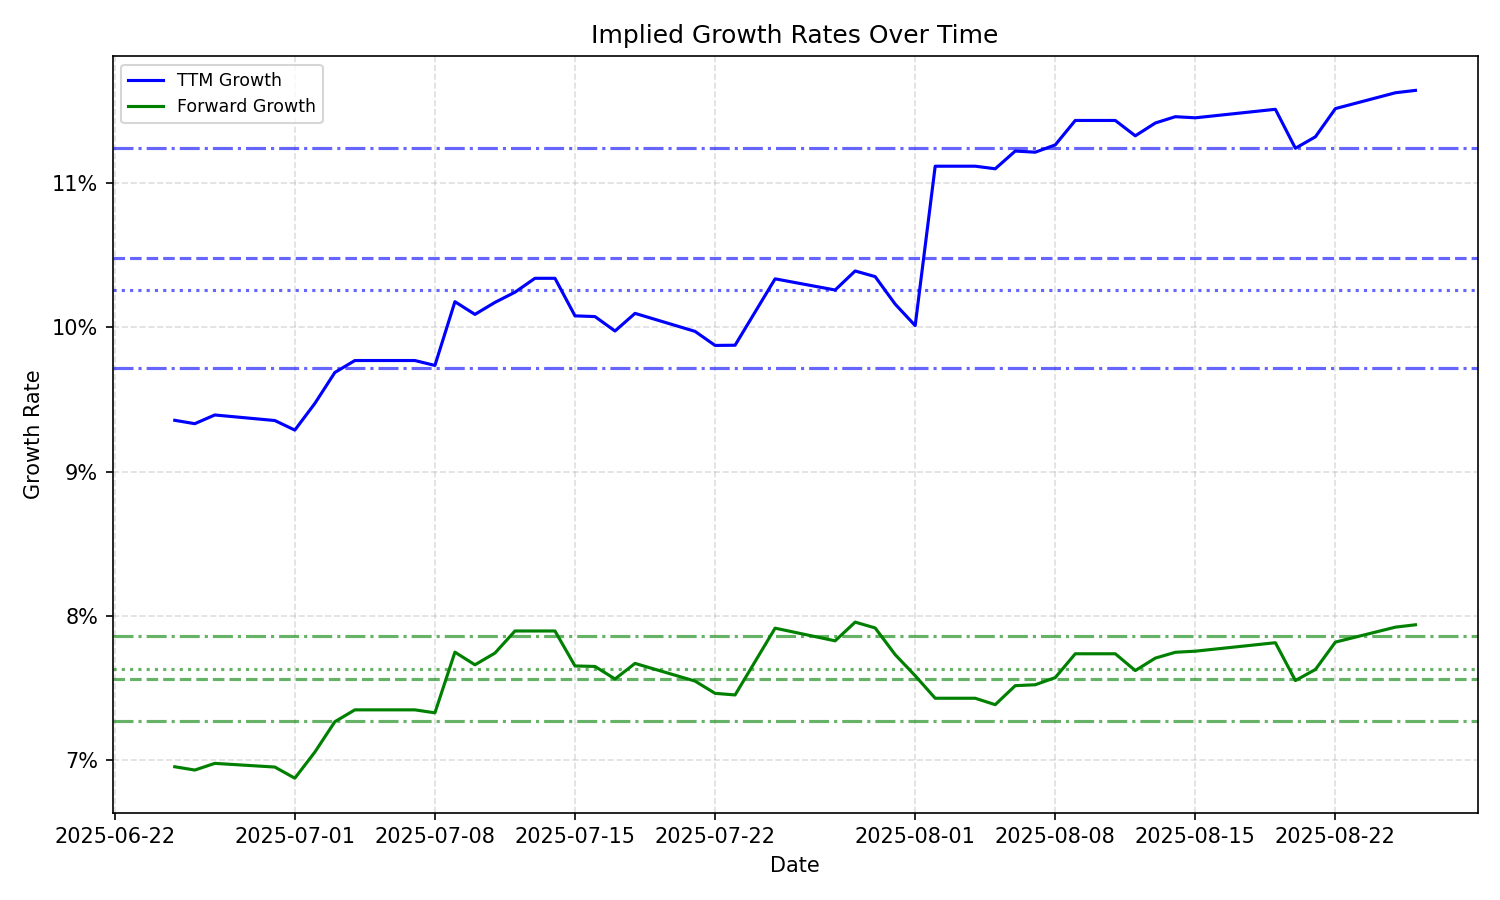 Implied Growth Rates Over Time
TTM Growth
Forward Growth
11%
10%
9%
8%
7%
Growth Rate
2025-06-22
2025-07-01
2025-07-08
2025-07-15
2025-07-22
2025-08-01
2025-08-08
2025-08-15
2025-08-22
Date